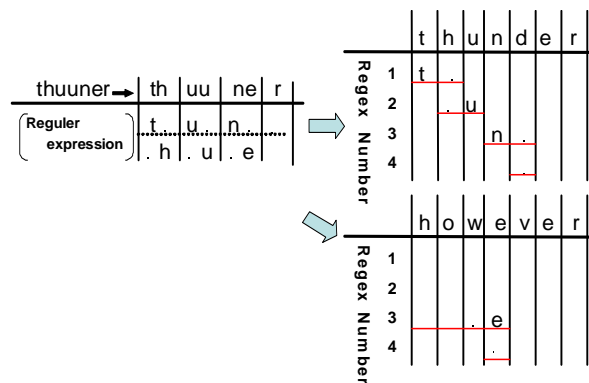 thuuner → th uu ne r
(Reguler expression)
t . . u . n . .
. h . u . e
t h u n d e r
Regex Number
1 t .
2 . u
3 n .
4 .
h o w e v e r
Regex Number
1
2
3 . e
4 .